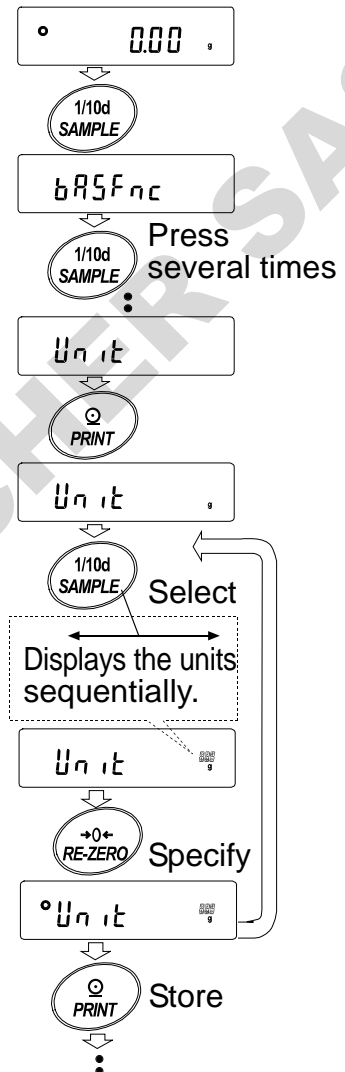 0.00 g
1/10d
SAMPLE
bASFnc
1/10d
SAMPLE
Press
several times
Unit
PRINT
Unit g
1/10d
SAMPLE
Select
Displays the units
sequentially.
Unit g
→0←
RE-ZERO
Specify
Unit g
PRINT
Store